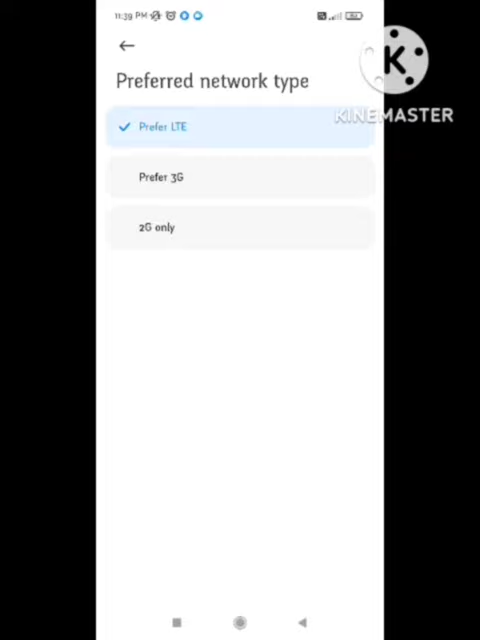 11:39 PM
Preferred network type
KINEMASTER
Prefer LTE
Prefer 3G
2G only